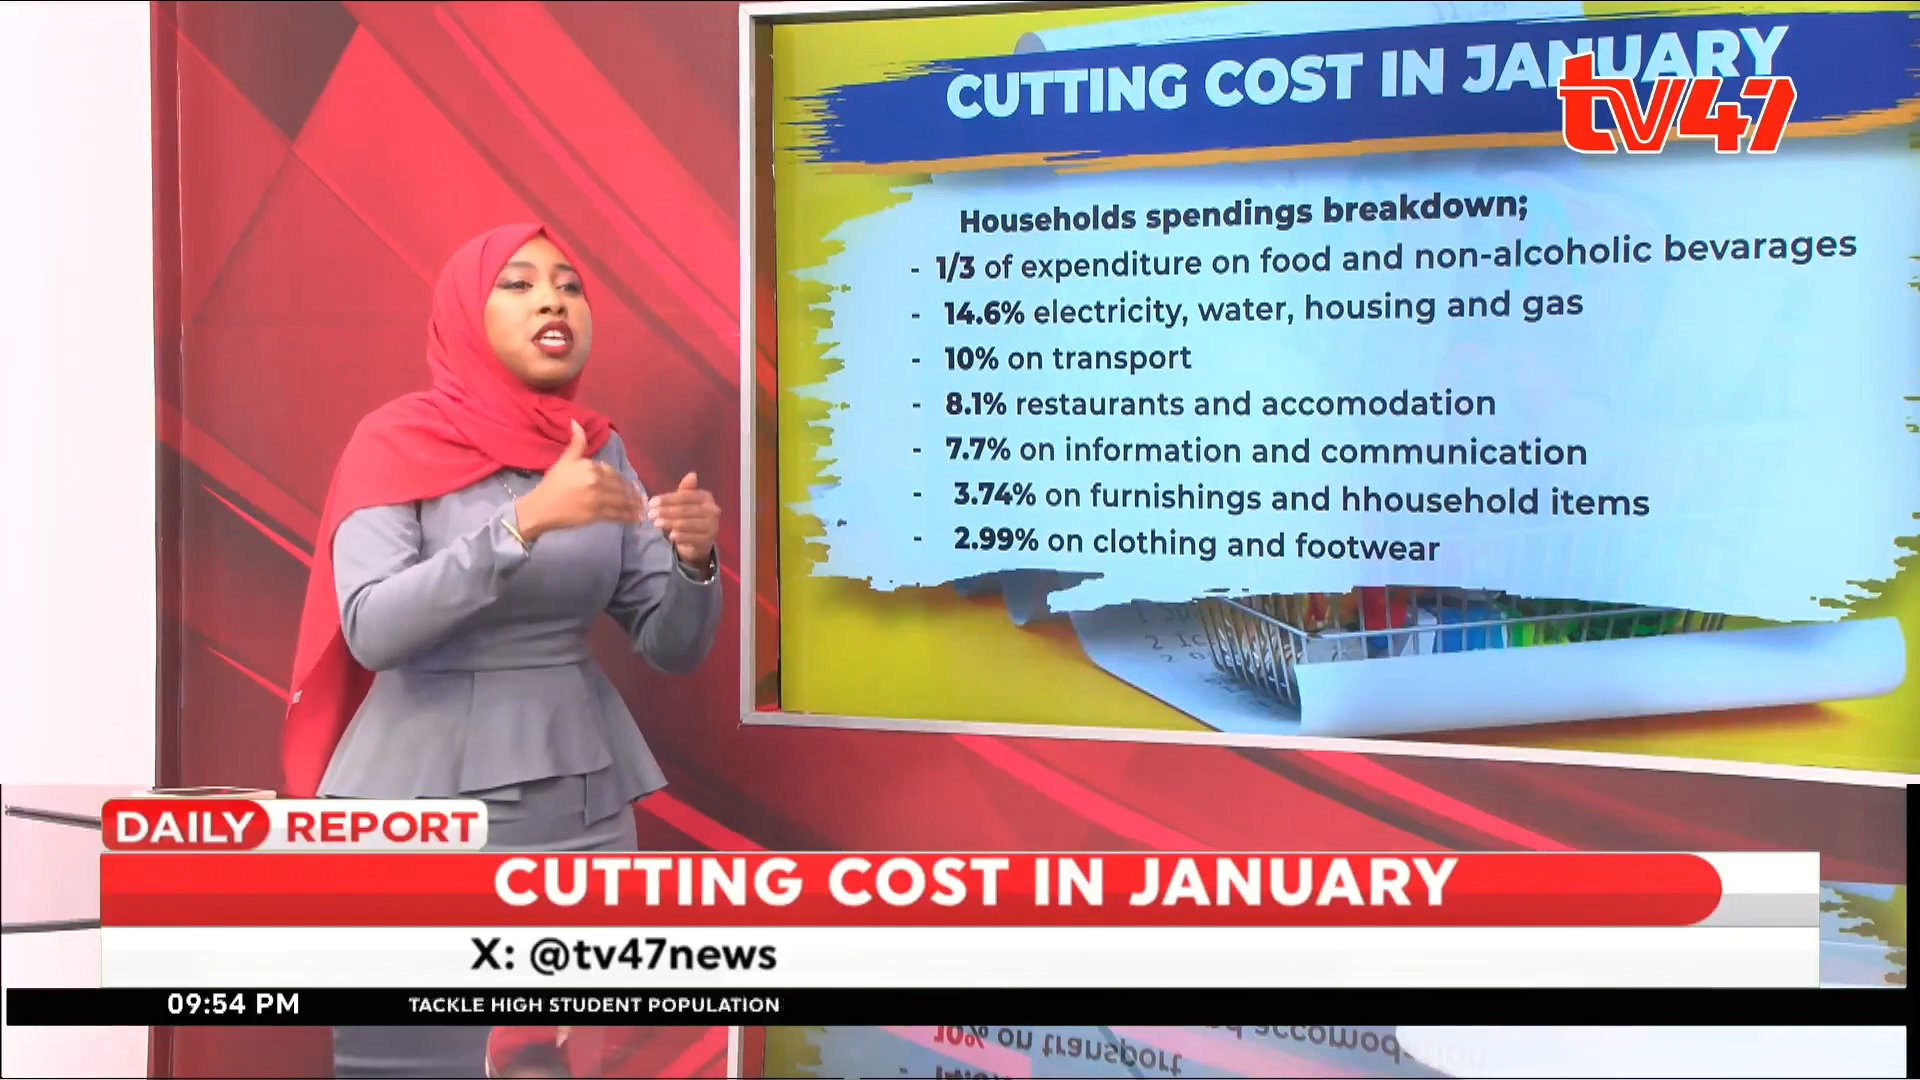 CUTTING COST IN JANUARY
tv47
Households spendings breakdown;
- 1/3 of expenditure on food and non-alcoholic bevarages
- 14.6% electricity, water, housing and gas
- 10% on transport
- 8.1% restaurants and accomodation
- 7.7% on information and communication
- 3.74% on furnishings and hhousehold items
- 2.99% on clothing and footwear
DAILY REPORT
CUTTING COST IN JANUARY
X: @tv47news
09:54 PM TACKLE HIGH STUDENT POPULATION
10% on transport